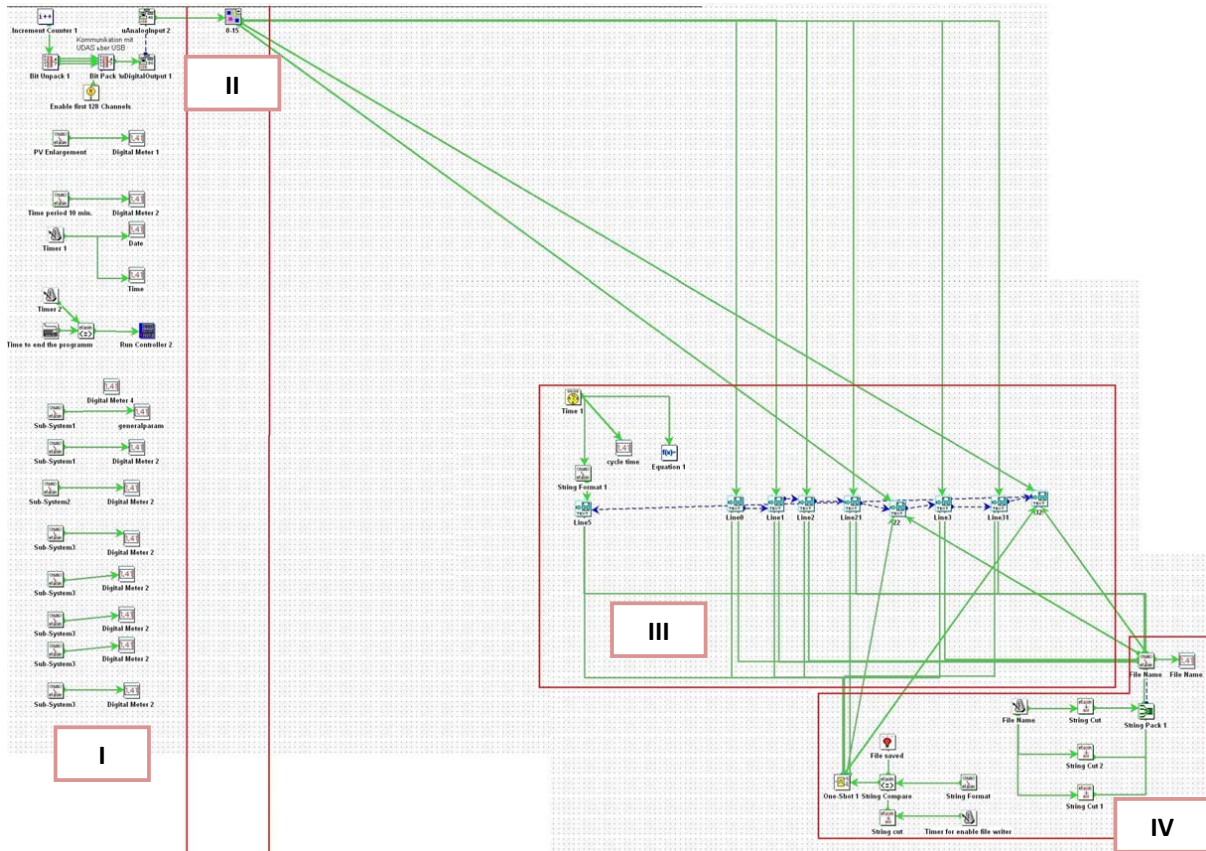 i++
Increment Counter 1
uAnalogInput 2
0-15
Kommunikation mit
UDAS über USB
Bit Unpack 1
Bit Pack
uDigitalOutput 1
Enable first 128 Channels
II
PV Enlargement
Digital Meter 1
Time period 10 min.
Digital Meter 2
Timer 1
Date
Time
Timer 2
Time to end the programm
Run Controller 2
Digital Meter 4
Sub-System1
generalparam
Sub-System1
Digital Meter 2
Sub-System2
Digital Meter 2
Sub-System3
Digital Meter 2
Sub-System3
Digital Meter 2
Sub-System3
Digital Meter 2
Sub-System3
Digital Meter 2
Sub-System3
Digital Meter 2
I
Time 1
cycle time
f(x)=
Equation 1
String Format 1
Line5
Line0
Line1
Line2
Line21
22
Line3
Line31
32
III
File Name
File Name
File Name
String Cut
String Pack 1
String Cut 2
String Cut 1
File saved
One-Shot 1
String Compare
String Format
String cut
Timer for enable file writer
IV